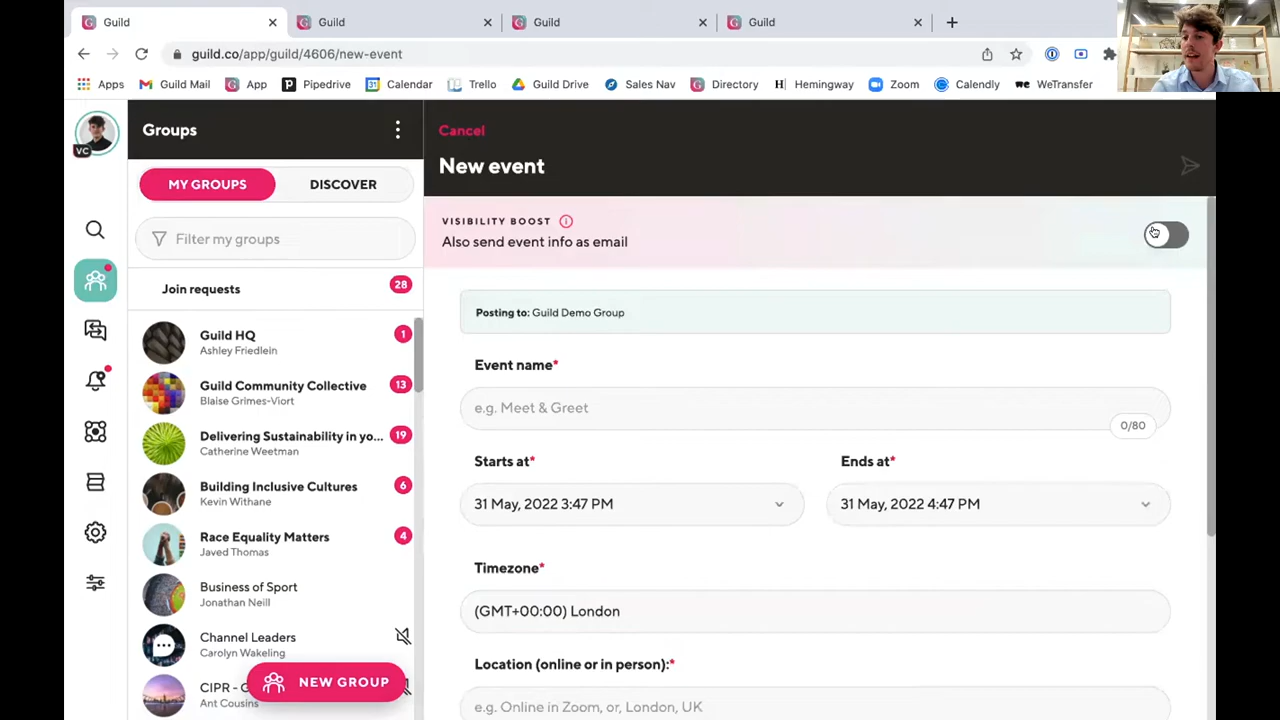 Guild
Guild
Guild
Guild
guild.co/app/guild/4606/new-event
Apps
Guild Mail
App
Pipedrive
Calendar
Trello
Guild Drive
Sales Nav
Directory
Hemingway
Zoom
Calendly
WeTransfer
VC
Groups
MY GROUPS
DISCOVER
Filter my groups
Join requests
28
Guild HQ
1
Ashley Friedlein
Guild Community Collective
13
Blaise Grimes-Viort
Delivering Sustainability in yo...
19
Catherine Weetman
Building Inclusive Cultures
6
Kevin Withane
Race Equality Matters
4
Javed Thomas
Business of Sport
Jonathan Neill
Channel Leaders
Carolyn Wakeling
CIPR - G
Ant Cousins
NEW GROUP
Cancel
New event
VISIBILITY BOOST
Also send event info as email
Posting to: Guild Demo Group
Event name*
e.g. Meet & Greet
0/80
Starts at*
Ends at*
31 May, 2022 3:47 PM
31 May, 2022 4:47 PM
Timezone*
(GMT+00:00) London
Location (online or in person):*
e.g. Online in Zoom, or, London, UK